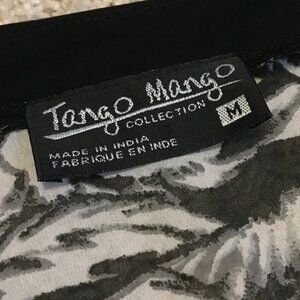 Tango Mango
COLLECTION
M
MADE IN INDIA
FABRIQUE EN INDE